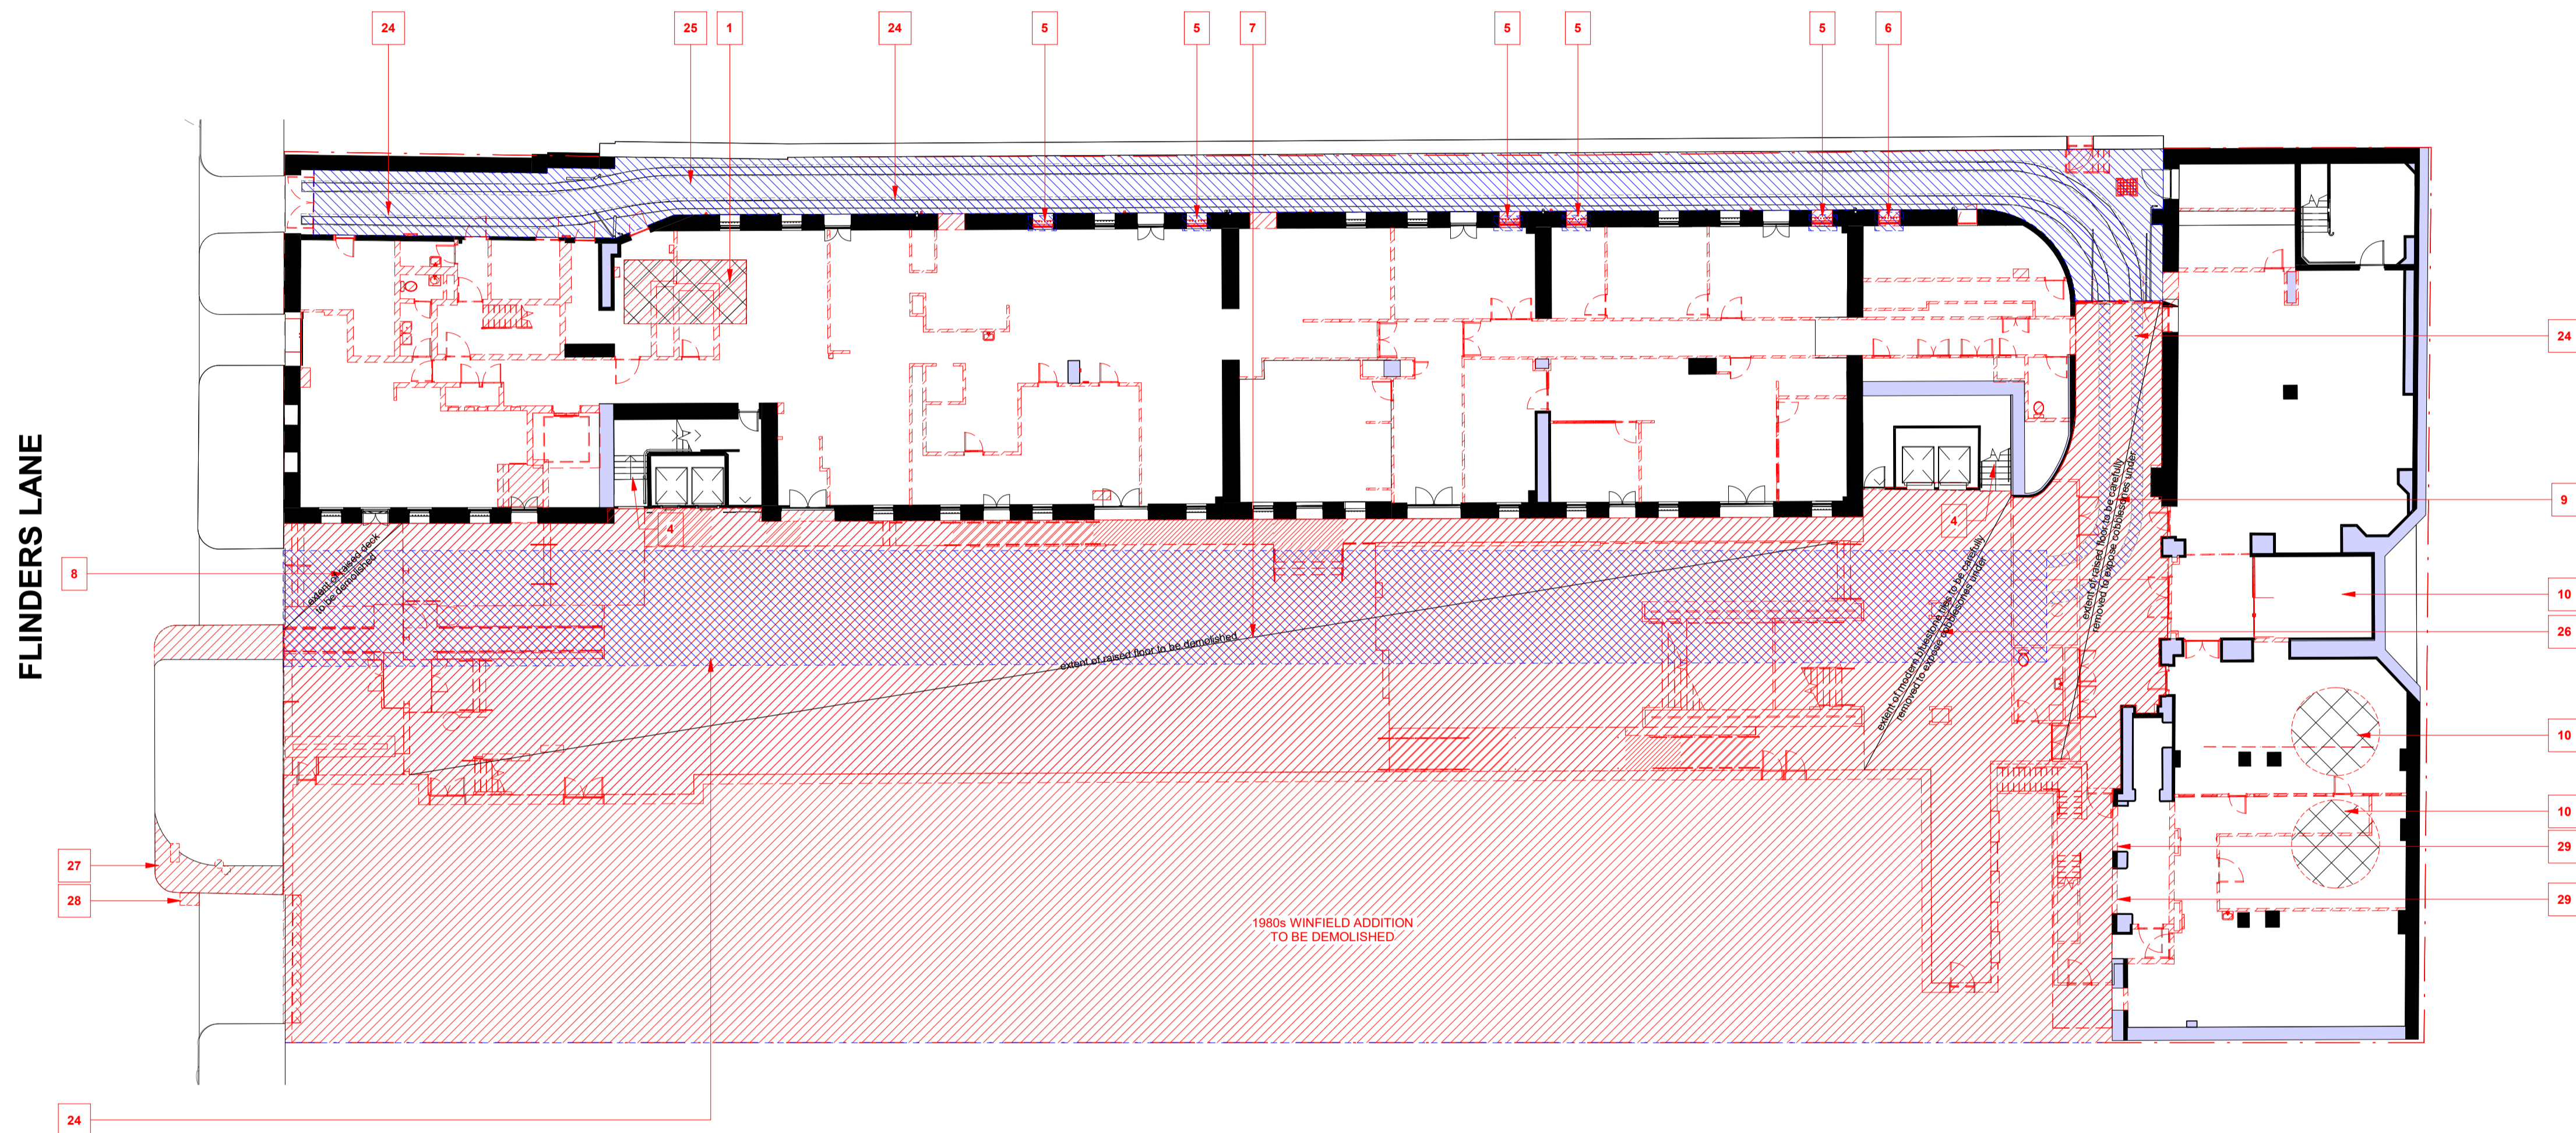 24
25
1
24
5
5
7
5
5
5
6
FLINDERS LANE
24
9
4
4
8
extent of raised deck
to be demolished
extent of raised floor to be demolished
extent of modern bluestone tiles to be carefully
removed to expose cobblesones under
extent of raised floor to be carefully
removed to expose cobblesones under
10
26
10
10
29
29
27
28
1980s WINFIELD ADDITION
TO BE DEMOLISHED
24